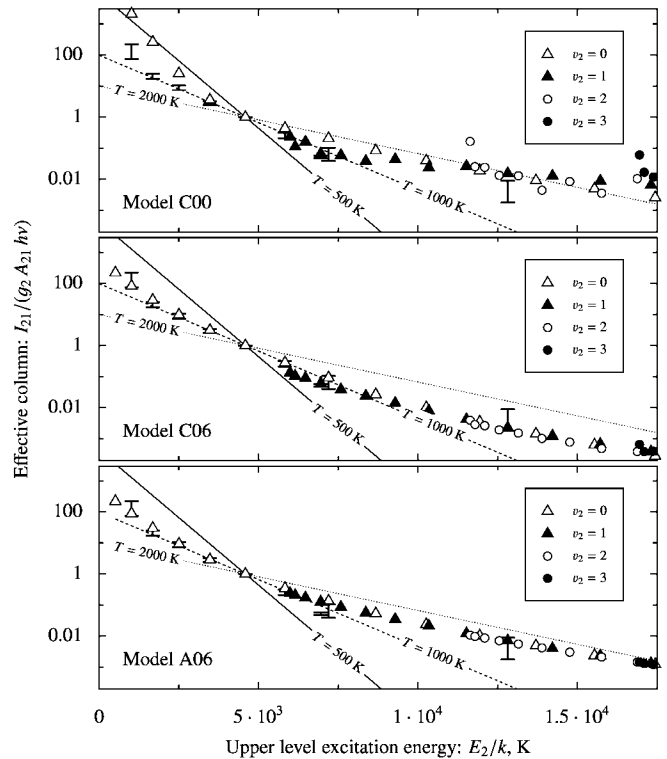 100
1
0.01
T = 2000 K
T = 1000 K
T = 500 K
Model C00
v₂ = 0
v₂ = 1
v₂ = 2
v₂ = 3
100
1
0.01
T = 2000 K
T = 1000 K
T = 500 K
Model C06
v₂ = 0
v₂ = 1
v₂ = 2
v₂ = 3
100
1
0.01
T = 2000 K
T = 1000 K
T = 500 K
Model A06
v₂ = 0
v₂ = 1
v₂ = 2
v₂ = 3
Effective column: I₂₁/(g₂ A₂₁ hν)
0
5·10³
1·10⁴
1.5·10⁴
Upper level excitation energy: E₂/k, K